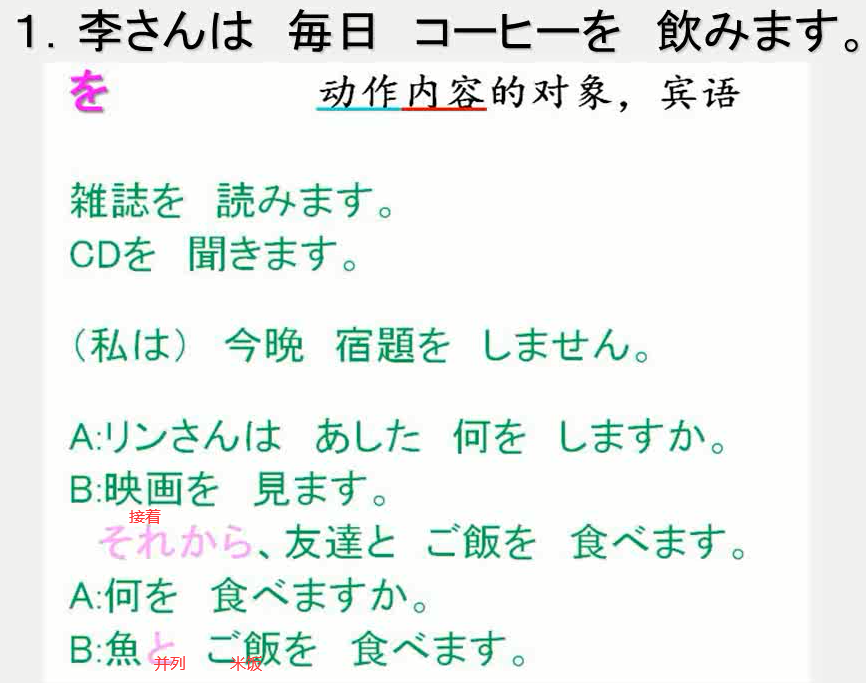 1．李さんは　毎日　コーヒーを　飲みます。
を　動作内容的对象，宾语
雑誌を　読みます。
CDを　聞きます。
（私は）　今晩　宿題を　しません。
A:リンさんは　あした　何を　しますか。
B:映画を　見ます。
接着
それから、友達と　ご飯を　食べます。
A:何を　食べますか。
B:魚と　ご飯を　食べます。
并列　米饭